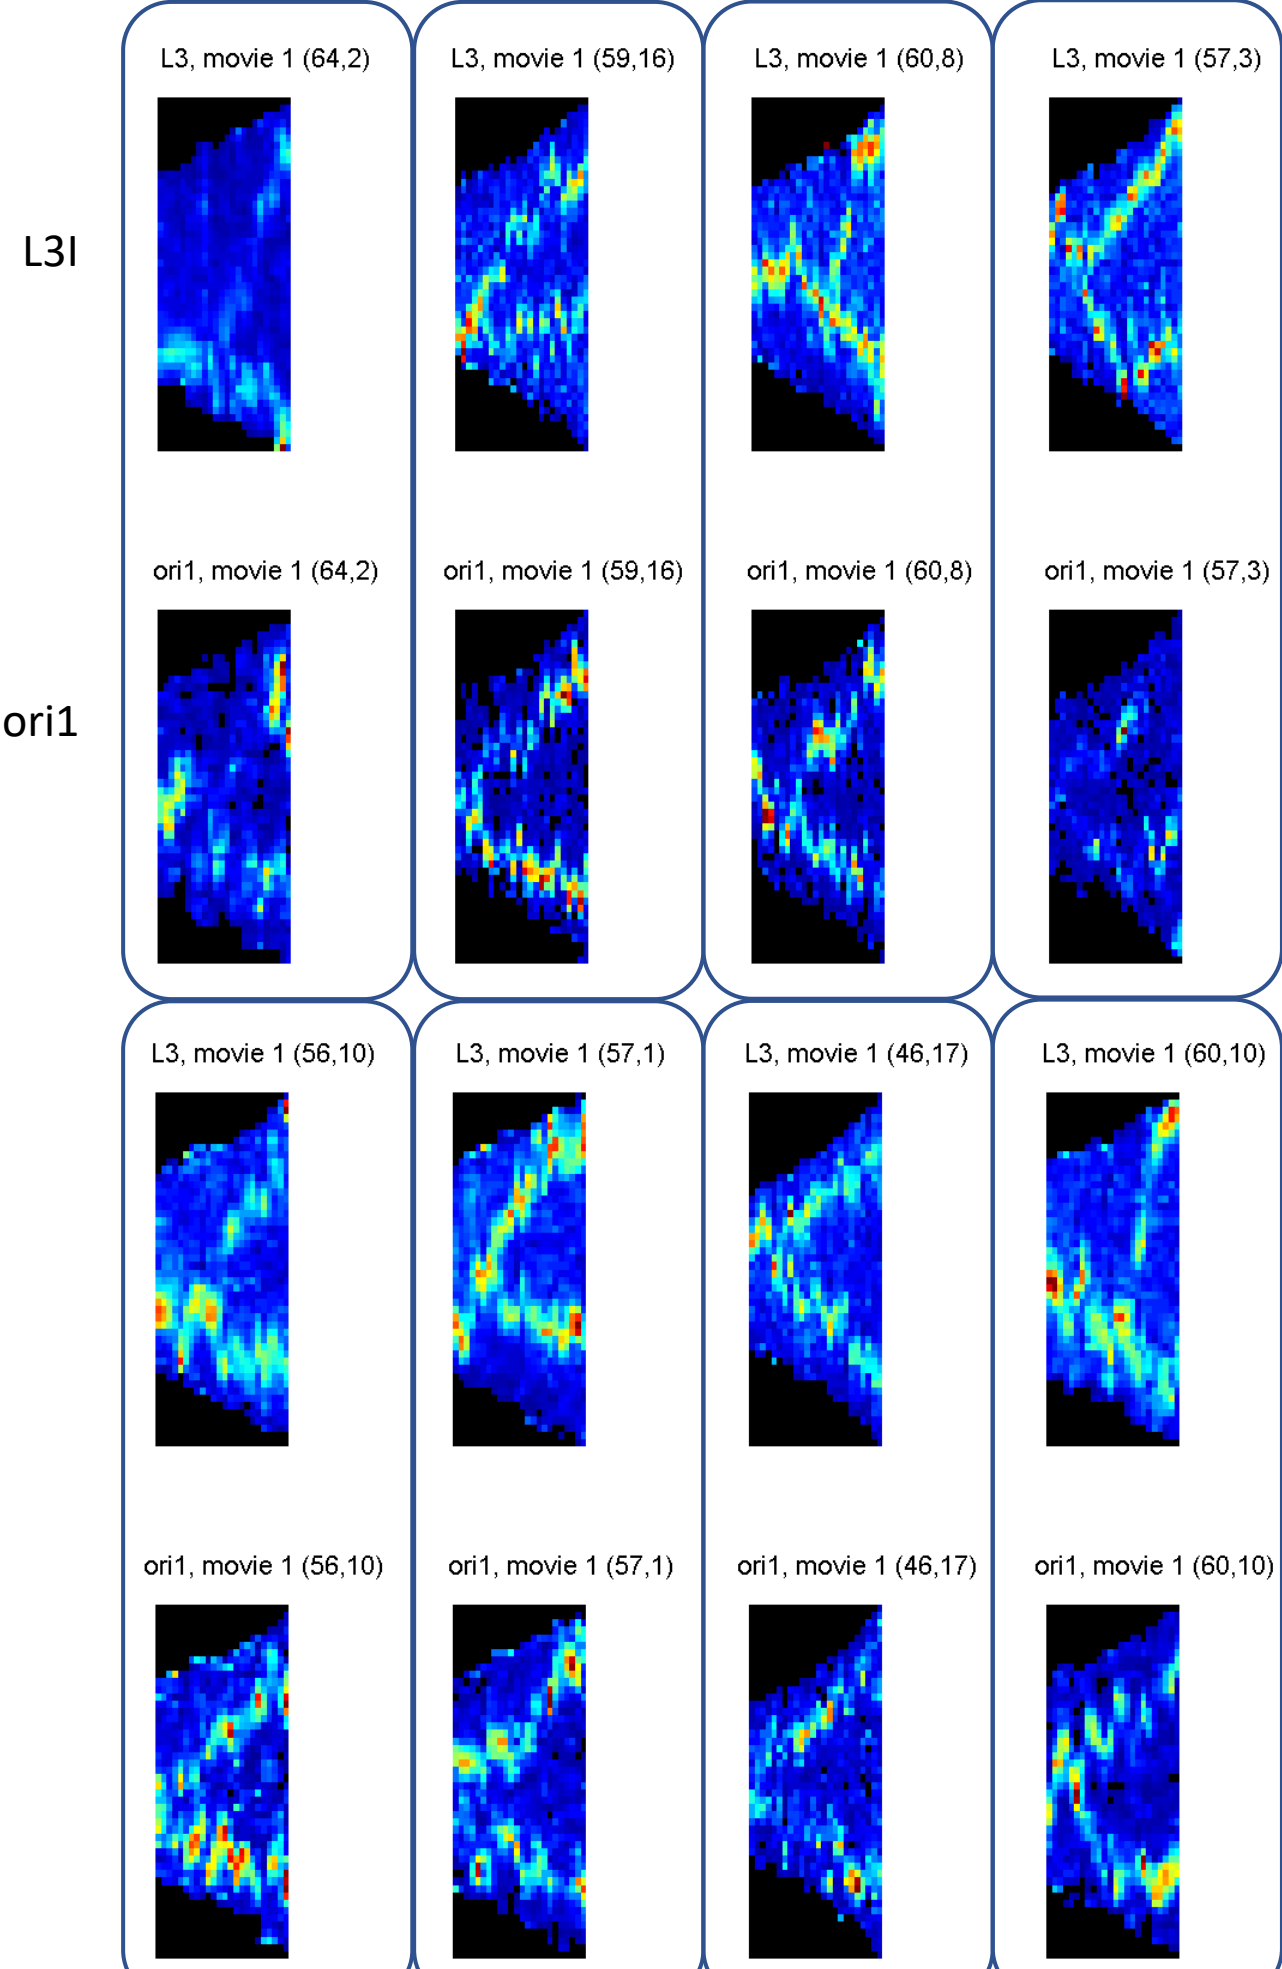 L3, movie 1 (64,2)
L3, movie 1 (59,16)
L3, movie 1 (60,8)
L3, movie 1 (57,3)
L3I
ori1, movie 1 (64,2)
ori1, movie 1 (59,16)
ori1, movie 1 (60,8)
ori1, movie 1 (57,3)
ori1
L3, movie 1 (56,10)
L3, movie 1 (57,1)
L3, movie 1 (46,17)
L3, movie 1 (60,10)
ori1, movie 1 (56,10)
ori1, movie 1 (57,1)
ori1, movie 1 (46,17)
ori1, movie 1 (60,10)